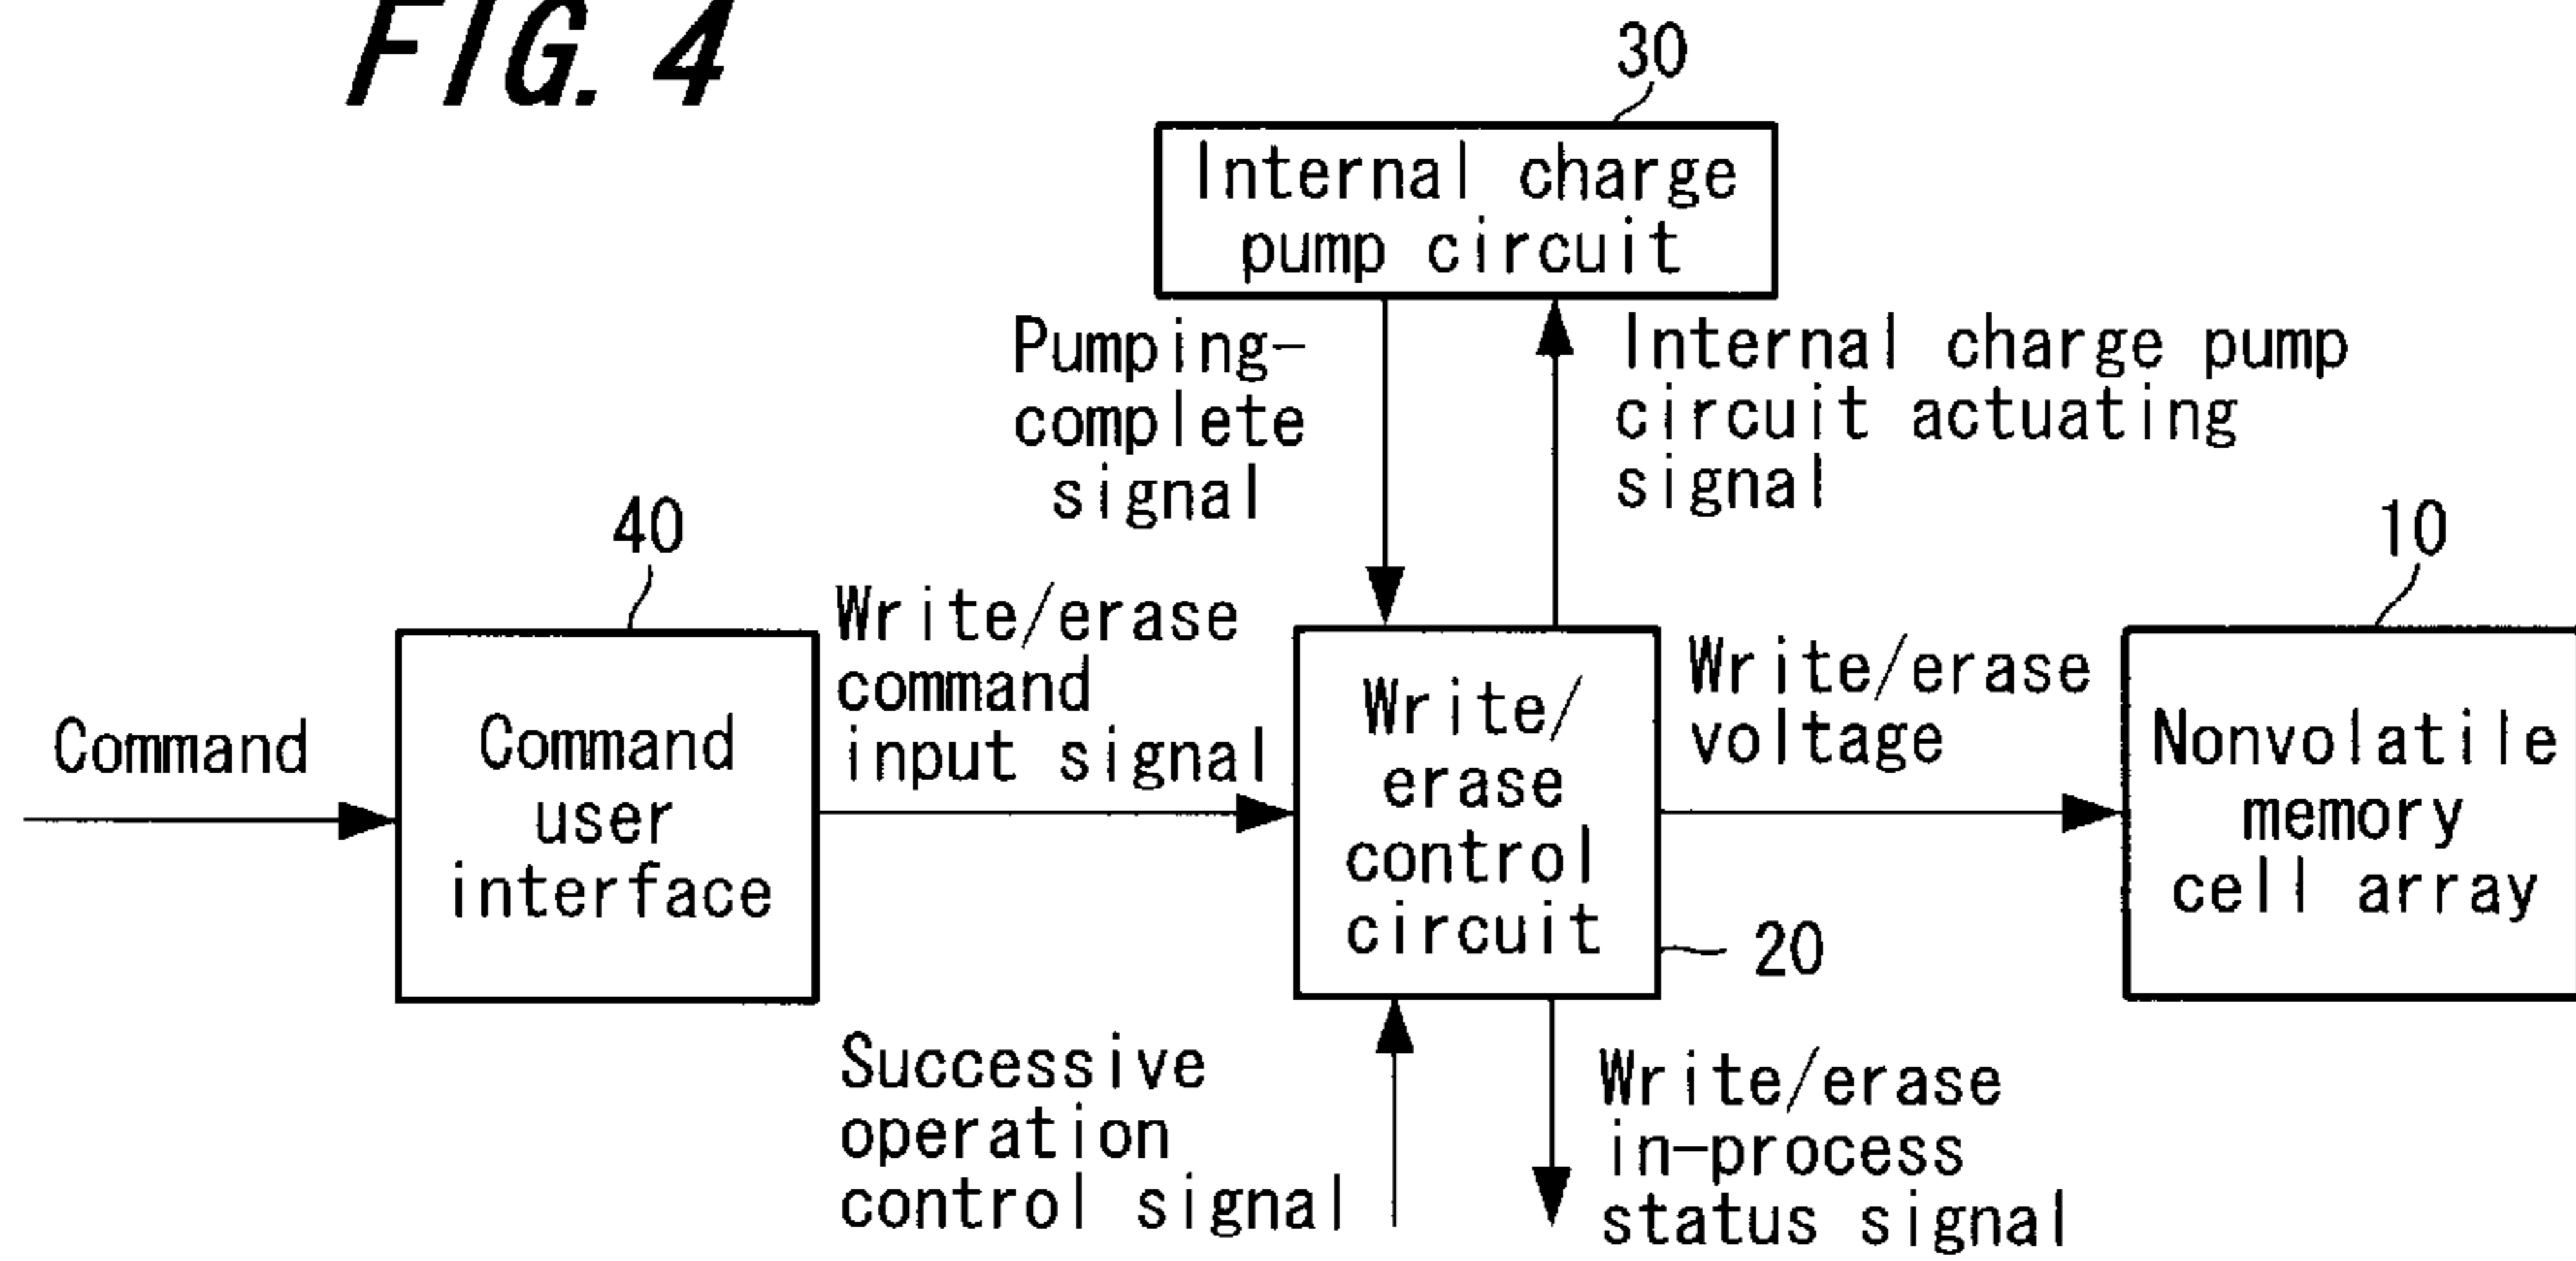 FIG. 4
30
Internal charge
pump circuit
Pumping-
complete
signal
Internal charge pump
circuit actuating
signal
40
10
Command
Command
user
interface
Write/erase
command
input signal
Write/
erase
control
circuit
20
Write/erase
voltage
Nonvolatile
memory
cell array
Successive
operation
control signal
Write/erase
in-process
status signal